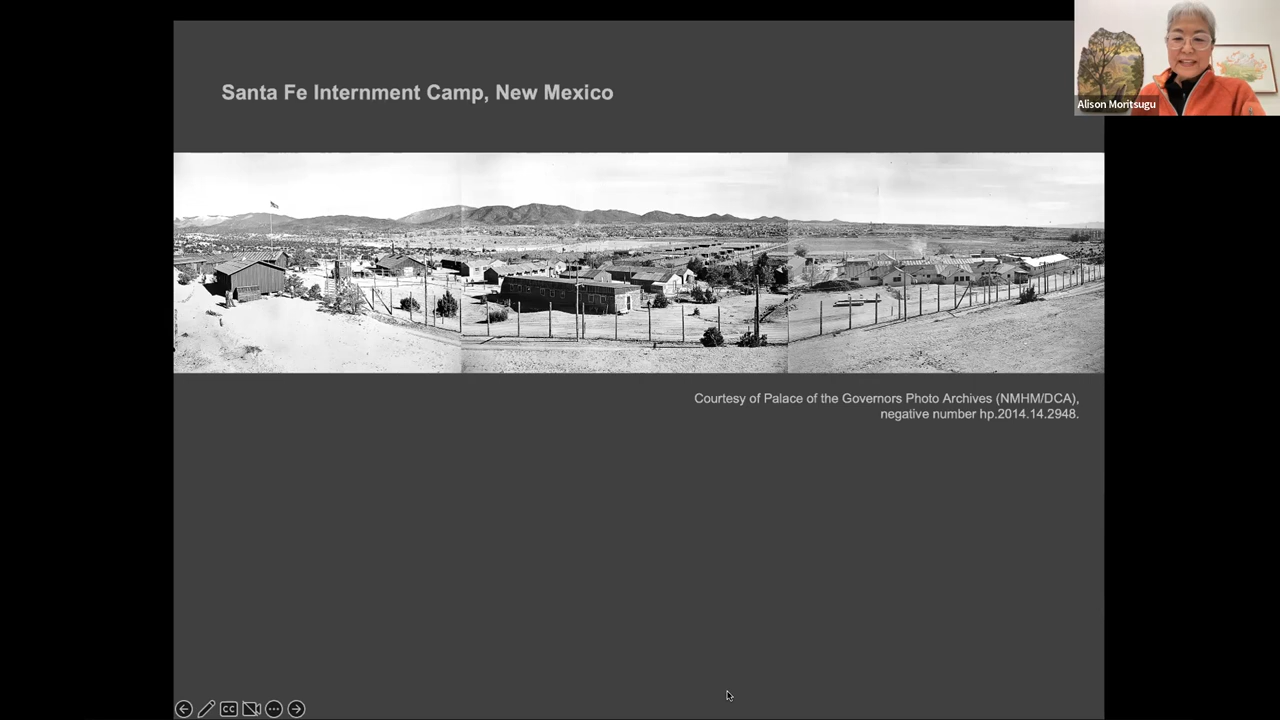 Santa Fe Internment Camp, New Mexico
Alison Moritsugu
Courtesy of Palace of the Governors Photo Archives (NMHM/DCA),
negative number hp.2014.14.2948.
CC